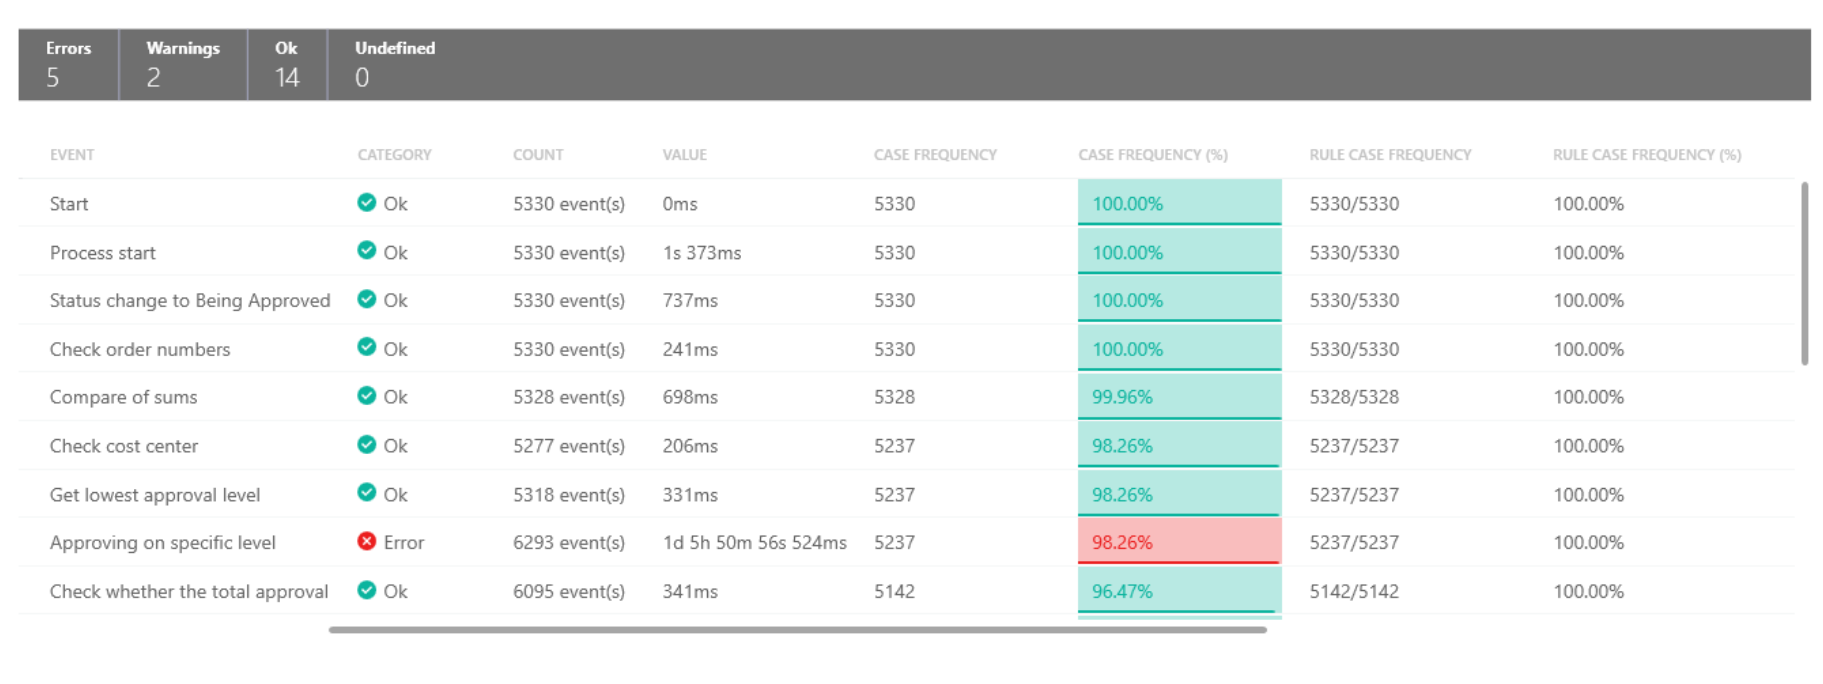 Errors Warnings Ok Undefined
5 2 14 0
EVENT CATEGORY COUNT VALUE CASE FREQUENCY CASE FREQUENCY (%) RULE CASE FREQUENCY RULE CASE FREQUENCY (%)
Start Ok 5330 event(s) 0ms 5330 100.00% 5330/5330 100.00%
Process start Ok 5330 event(s) 1s 373ms 5330 100.00% 5330/5330 100.00%
Status change to Being Approved Ok 5330 event(s) 737ms 5330 100.00% 5330/5330 100.00%
Check order numbers Ok 5330 event(s) 241ms 5330 100.00% 5330/5330 100.00%
Compare of sums Ok 5328 event(s) 698ms 5328 99.96% 5328/5328 100.00%
Check cost center Ok 5277 event(s) 206ms 5237 98.26% 5237/5237 100.00%
Get lowest approval level Ok 5318 event(s) 331ms 5237 98.26% 5237/5237 100.00%
Approving on specific level Error 6293 event(s) 1d 5h 50m 56s 524ms 5237 98.26% 5237/5237 100.00%
Check whether the total approval Ok 6095 event(s) 341ms 5142 96.47% 5142/5142 100.00%